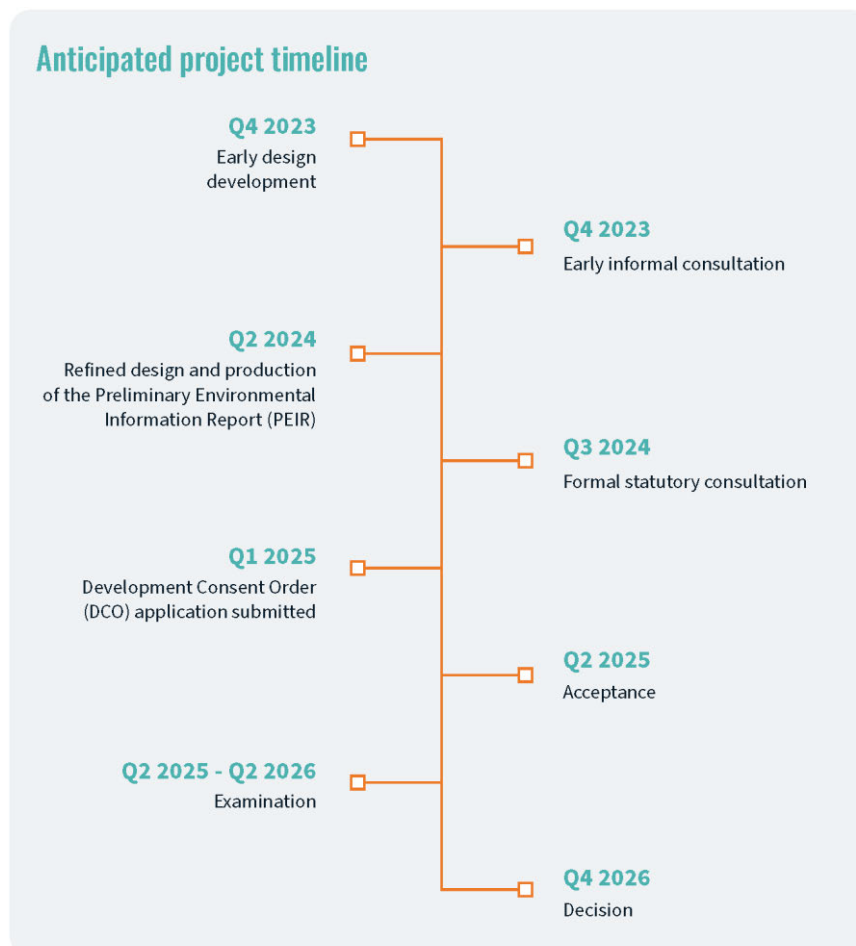 Anticipated project timeline
Q4 2023
Early design
development
Q4 2023
Early informal consultation
Q2 2024
Refined design and production
of the Preliminary Environmental
Information Report (PEIR)
Q3 2024
Formal statutory consultation
Q1 2025
Development Consent Order
(DCO) application submitted
Q2 2025
Acceptance
Q2 2025 - Q2 2026
Examination
Q4 2026
Decision